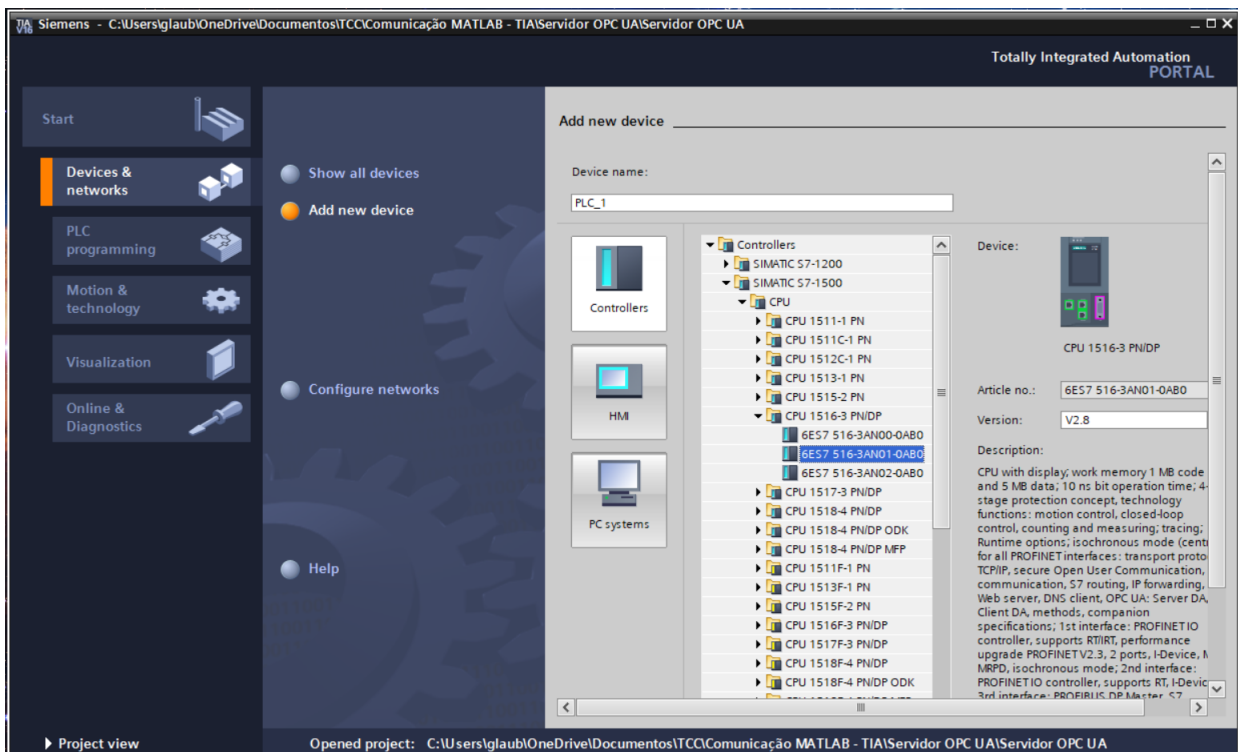 Siemens - C:\Users\glaub\OneDrive\Documentos\TCC\Comunicação MATLAB - TIA\Servidor OPC UA\Servidor OPC UA
TIA
V16
Totally Integrated Automation
PORTAL
Start
Devices &
networks
PLC
programming
Motion &
technology
Visualization
Online &
Diagnostics
Show all devices
Add new device
Configure networks
Help
Add new device
Device name:
PLC_1
Controllers
HMI
PC systems
Controllers
SIMATIC S7-1200
SIMATIC S7-1500
CPU
CPU 1511-1 PN
CPU 1511C-1 PN
CPU 1512C-1 PN
CPU 1513-1 PN
CPU 1515-2 PN
CPU 1516-3 PN/DP
6ES7 516-3AN00-0AB0
6ES7 516-3AN01-0AB0
6ES7 516-3AN02-0AB0
CPU 1517-3 PN/DP
CPU 1518-4 PN/DP
CPU 1518-4 PN/DP ODK
CPU 1518-4 PN/DP MFP
CPU 1511F-1 PN
CPU 1513F-1 PN
CPU 1515F-2 PN
CPU 1516F-3 PN/DP
CPU 1517F-3 PN/DP
CPU 1518F-4 PN/DP
CPU 1518F-4 PN/DP ODK
Device:
CPU 1516-3 PN/DP
Article no.: 6ES7 516-3AN01-0AB0
Version: V2.8
Description:
CPU with display; work memory 1 MB code
and 5 MB data; 10 ns bit operation time; 4-
stage protection concept, technology
functions: motion control, closed-loop
control, counting and measuring; tracing;
Runtime options; isochronous mode (cent
for all PROFINET interfaces: transport proto
TCP/IP, secure Open User Communication,
communication, S7 routing, IP forwarding,
Web server, DNS client, OPC UA: Server DA,
Client DA, methods, companion
specifications; 1st interface: PROFINET IO
controller, supports RT/IRT, performance
upgrade PROFINET V2.3, 2 ports, I-Device, M
MRPD, isochronous mode; 2nd interface:
PROFINET IO controller, supports RT, I-Devic
3rd interface: PROFIBUS DP Master, S7
Project view
Opened project: C:\Users\glaub\OneDrive\Documentos\TCC\Comunicação MATLAB - TIA\Servidor OPC UA\Servidor OPC UA